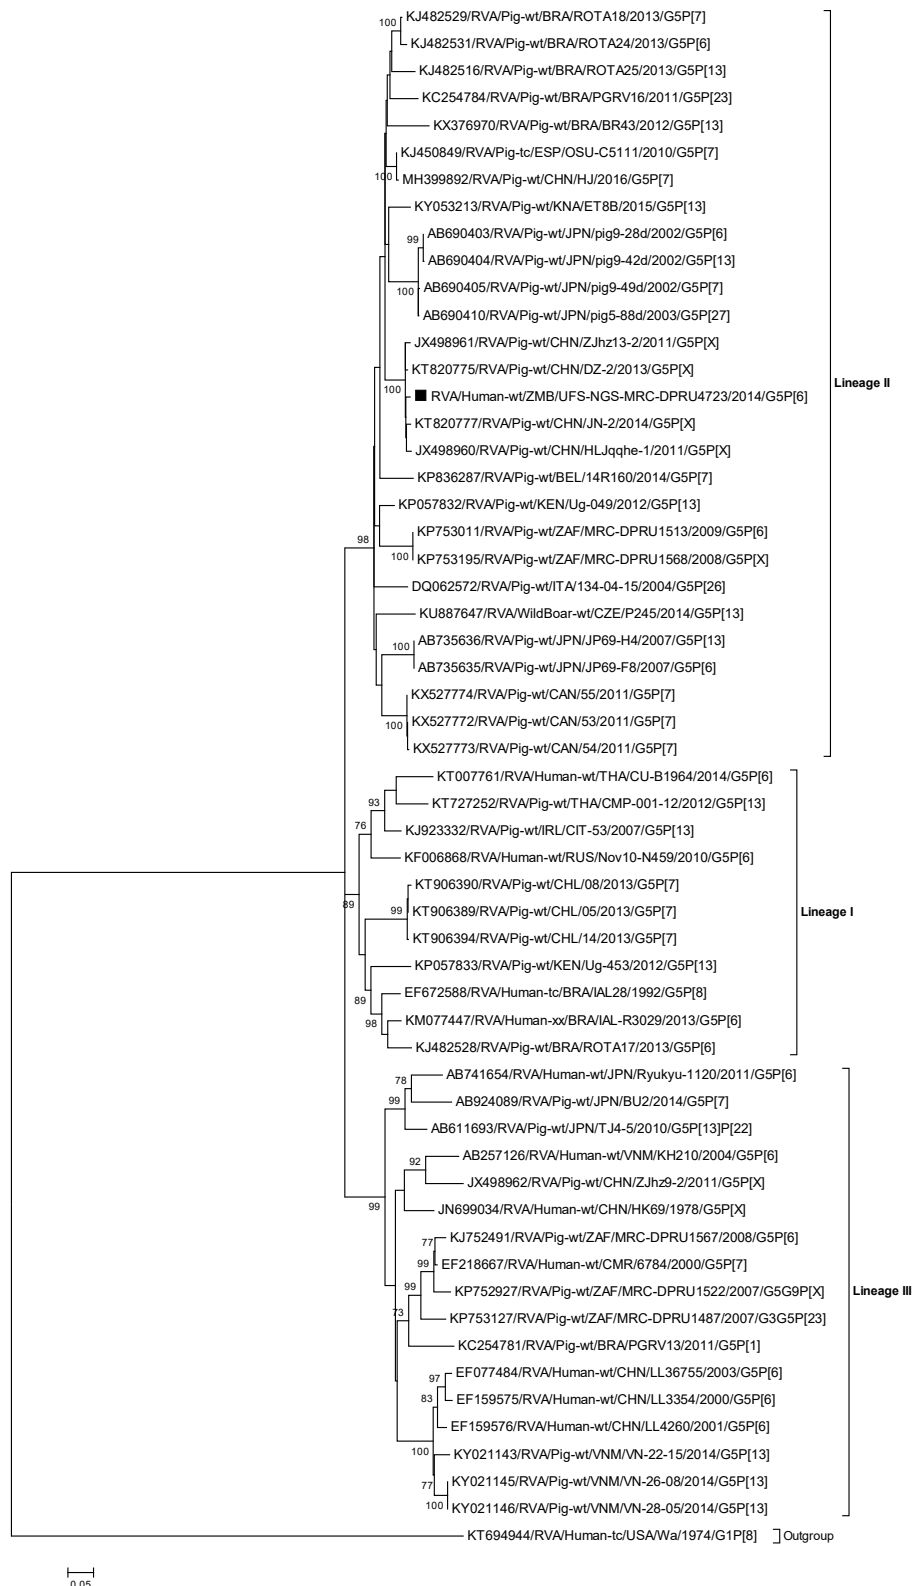 100
KJ482529/RVA/Pig-wt/BRA/ROTA18/2013/G5P[7]
KJ482531/RVA/Pig-wt/BRA/ROTA24/2013/G5P[6]
KJ482516/RVA/Pig-wt/BRA/ROTA25/2013/G5P[13]
KC254784/RVA/Pig-wt/BRA/PGRV16/2011/G5P[23]
KX376970/RVA/Pig-wt/BRA/BR43/2012/G5P[13]
KJ450849/RVA/Pig-tc/ESP/OSU-C5111/2010/G5P[7]
100
MH399892/RVA/Pig-wt/CHN/HJ/2016/G5P[7]
KY053213/RVA/Pig-wt/KNA/ET8B/2015/G5P[13]
99
AB690403/RVA/Pig-wt/JPN/pig9-28d/2002/G5P[6]
AB690404/RVA/Pig-wt/JPN/pig9-42d/2002/G5P[13]
100
AB690405/RVA/Pig-wt/JPN/pig9-49d/2002/G5P[7]
AB690410/RVA/Pig-wt/JPN/pig5-88d/2003/G5P[27]
JX498961/RVA/Pig-wt/CHN/ZJhz13-2/2011/G5P[X]
KT820775/RVA/Pig-wt/CHN/DZ-2/2013/G5P[X]
100
Lineage II
RVA/Human-wt/ZMB/UFS-NGS-MRC-DPRU4723/2014/G5P[6]
KT820777/RVA/Pig-wt/CHN/JN-2/2014/G5P[X]
JX498960/RVA/Pig-wt/CHN/HLJqqhe-1/2011/G5P[X]
KP836287/RVA/Pig-wt/BEL/14R160/2014/G5P[7]
KP057832/RVA/Pig-wt/KEN/Ug-049/2012/G5P[13]
98
KP753011/RVA/Pig-wt/ZAF/MRC-DPRU1513/2009/G5P[6]
100
KP753195/RVA/Pig-wt/ZAF/MRC-DPRU1568/2008/G5P[X]
DQ062572/RVA/Pig-wt/ITA/134-04-15/2004/G5P[26]
KU887647/RVA/WildBoar-wt/CZE/P245/2014/G5P[13]
100
AB735636/RVA/Pig-wt/JPN/JP69-H4/2007/G5P[13]
AB735635/RVA/Pig-wt/JPN/JP69-F8/2007/G5P[6]
KX527774/RVA/Pig-wt/CAN/55/2011/G5P[7]
100
KX527772/RVA/Pig-wt/CAN/53/2011/G5P[7]
KX527773/RVA/Pig-wt/CAN/54/2011/G5P[7]
KT007761/RVA/Human-wt/THA/CU-B1964/2014/G5P[6]
93
KT727252/RVA/Pig-wt/THA/CMP-001-12/2012/G5P[13]
76
KJ923332/RVA/Pig-wt/IRL/CIT-53/2007/G5P[13]
KF006868/RVA/Human-wt/RUS/Nov10-N459/2010/G5P[6]
KT906390/RVA/Pig-wt/CHL/08/2013/G5P[7]
89
99
KT906389/RVA/Pig-wt/CHL/05/2013/G5P[7]
Lineage I
KT906394/RVA/Pig-wt/CHL/14/2013/G5P[7]
KP057833/RVA/Pig-wt/KEN/Ug-453/2012/G5P[13]
89
EF672588/RVA/Human-tc/BRA/IAL28/1992/G5P[8]
98
KM077447/RVA/Human-xx/BRA/IAL-R3029/2013/G5P[6]
KJ482528/RVA/Pig-wt/BRA/ROTA17/2013/G5P[6]
78
AB741654/RVA/Human-wt/JPN/Ryukyu-1120/2011/G5P[6]
99
AB924089/RVA/Pig-wt/JPN/BU2/2014/G5P[7]
AB611693/RVA/Pig-wt/JPN/TJ4-5/2010/G5P[13]P[22]
92
AB257126/RVA/Human-wt/VNM/KH210/2004/G5P[6]
JX498962/RVA/Pig-wt/CHN/ZJhz9-2/2011/G5P[X]
99
JN699034/RVA/Human-wt/CHN/HK69/1978/G5P[X]
77
KJ752491/RVA/Pig-wt/ZAF/MRC-DPRU1567/2008/G5P[6]
99
EF218667/RVA/Human-wt/CMR/6784/2000/G5P[7]
99
KP752927/RVA/Pig-wt/ZAF/MRC-DPRU1522/2007/G5G9P[X]
Lineage III
73
KP753127/RVA/Pig-wt/ZAF/MRC-DPRU1487/2007/G3G5P[23]
KC254781/RVA/Pig-wt/BRA/PGRV13/2011/G5P[1]
97
EF077484/RVA/Human-wt/CHN/LL36755/2003/G5P[6]
83
EF159575/RVA/Human-wt/CHN/LL3354/2000/G5P[6]
EF159576/RVA/Human-wt/CHN/LL4260/2001/G5P[6]
100
KY021143/RVA/Pig-wt/VNM/VN-22-15/2014/G5P[13]
77
KY021145/RVA/Pig-wt/VNM/VN-26-08/2014/G5P[13]
100
KY021146/RVA/Pig-wt/VNM/VN-28-05/2014/G5P[13]
KT694944/RVA/Human-tc/USA/Wa/1974/G1P[8]
Outgroup
0.05